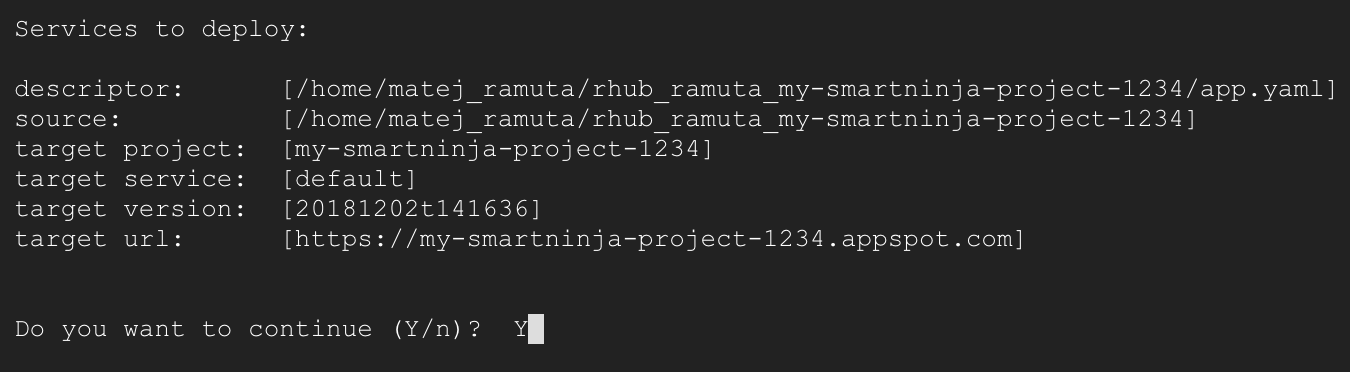 Services to deploy:
descriptor:      [/home/matej_ramuta/rhub_ramuta_my-smartninja-project-1234/app.yaml]
source:          [/home/matej_ramuta/rhub_ramuta_my-smartninja-project-1234]
target project:  [my-smartninja-project-1234]
target service:  [default]
target version:  [20181202t141636]
target url:      [https://my-smartninja-project-1234.appspot.com]
Do you want to continue (Y/n)?  Y